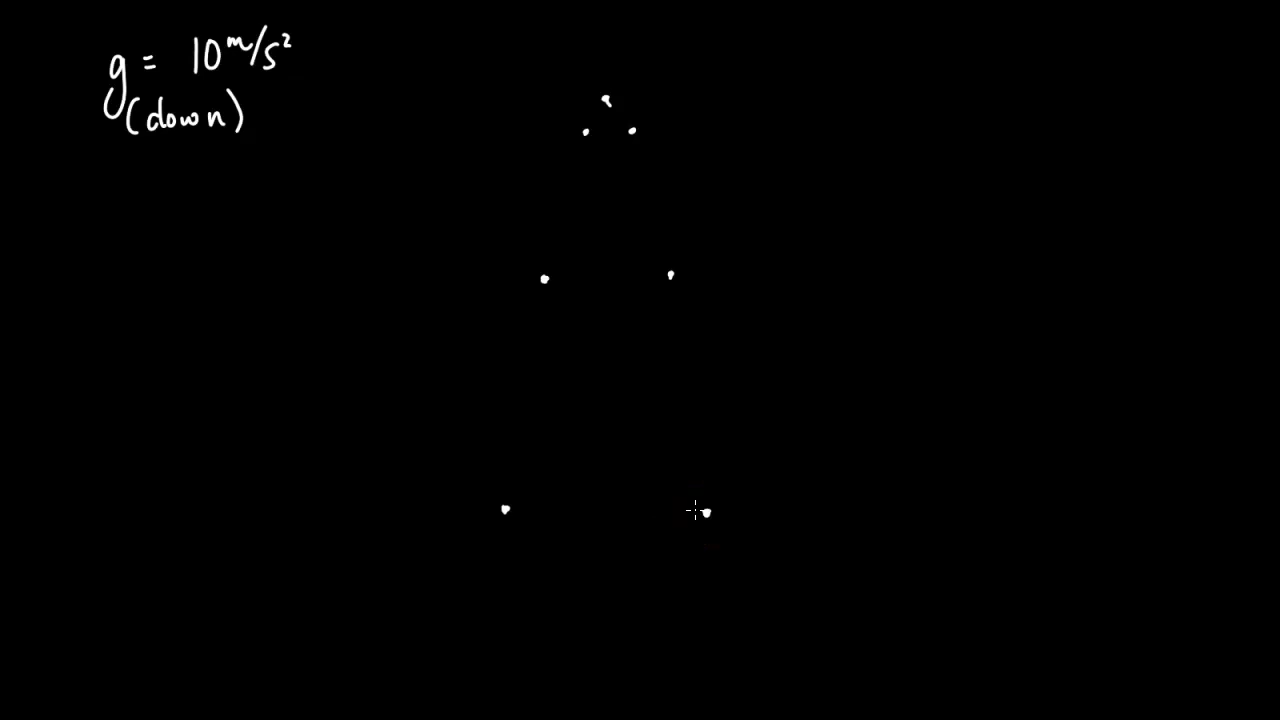 g = 10 m/s²
(down)